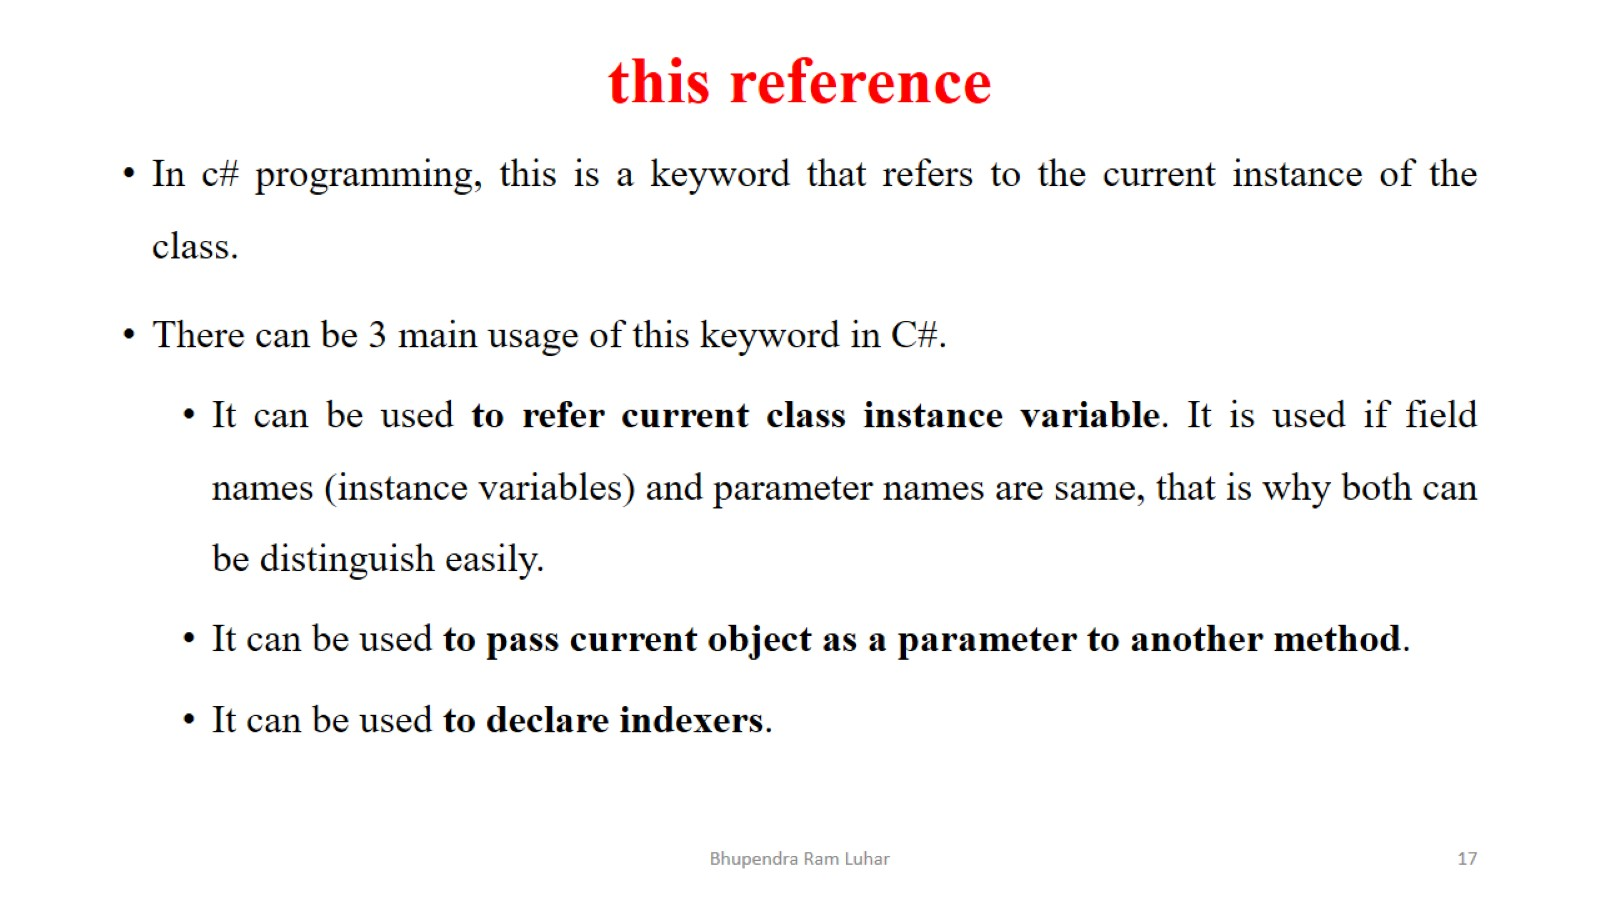 this reference
• In c# programming, this is a keyword that refers to the current instance of the
class.
• There can be 3 main usage of this keyword in C#.
• It can be used to refer current class instance variable. It is used if field
names (instance variables) and parameter names are same, that is why both can
be distinguish easily.
• It can be used to pass current object as a parameter to another method.
• It can be used to declare indexers.
Bhupendra Ram Luhar
17